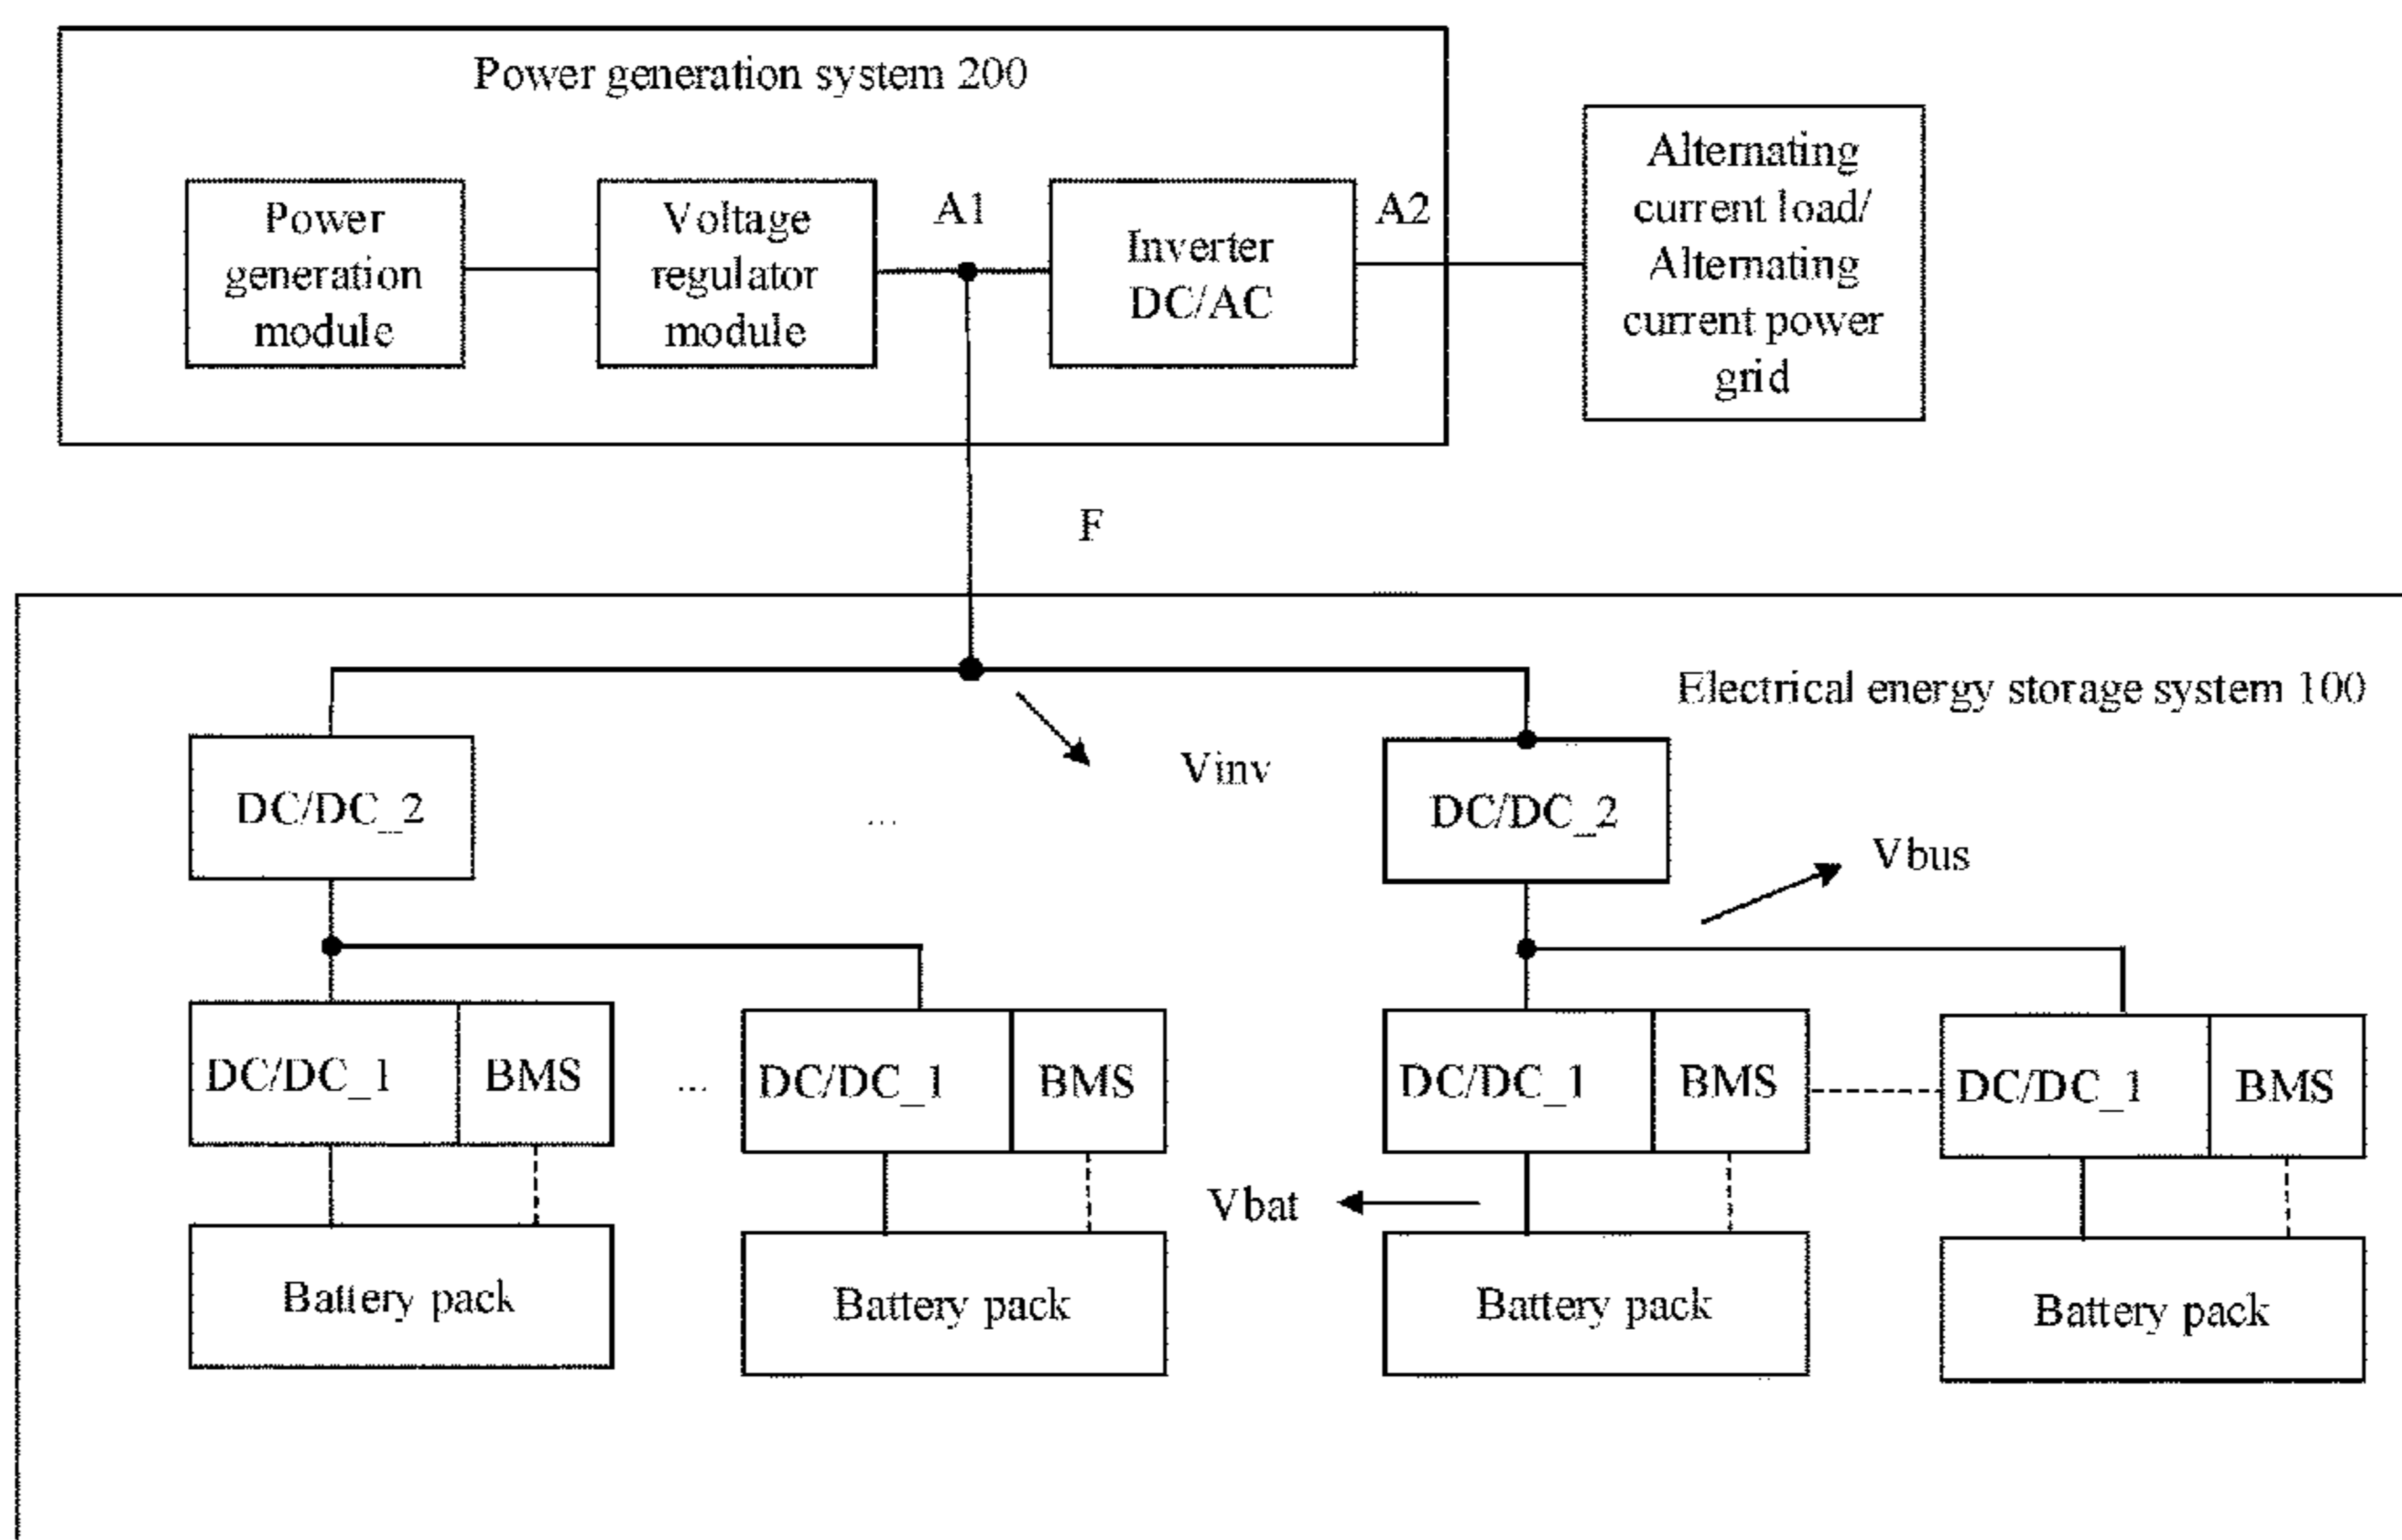 Power generation system 200
Power
generation
module
Voltage
regulator
module
A1
Inverter
DC/AC
A2
Alternating
current load/
Alternating
current power
grid
F
Electrical energy storage system 100
Vinv
DC/DC_2
...
DC/DC_2
Vbus
DC/DC_1
BMS
...
DC/DC_1
BMS
DC/DC_1
BMS
DC/DC_1
BMS
Vbat
Battery pack
Battery pack
Battery pack
Battery pack